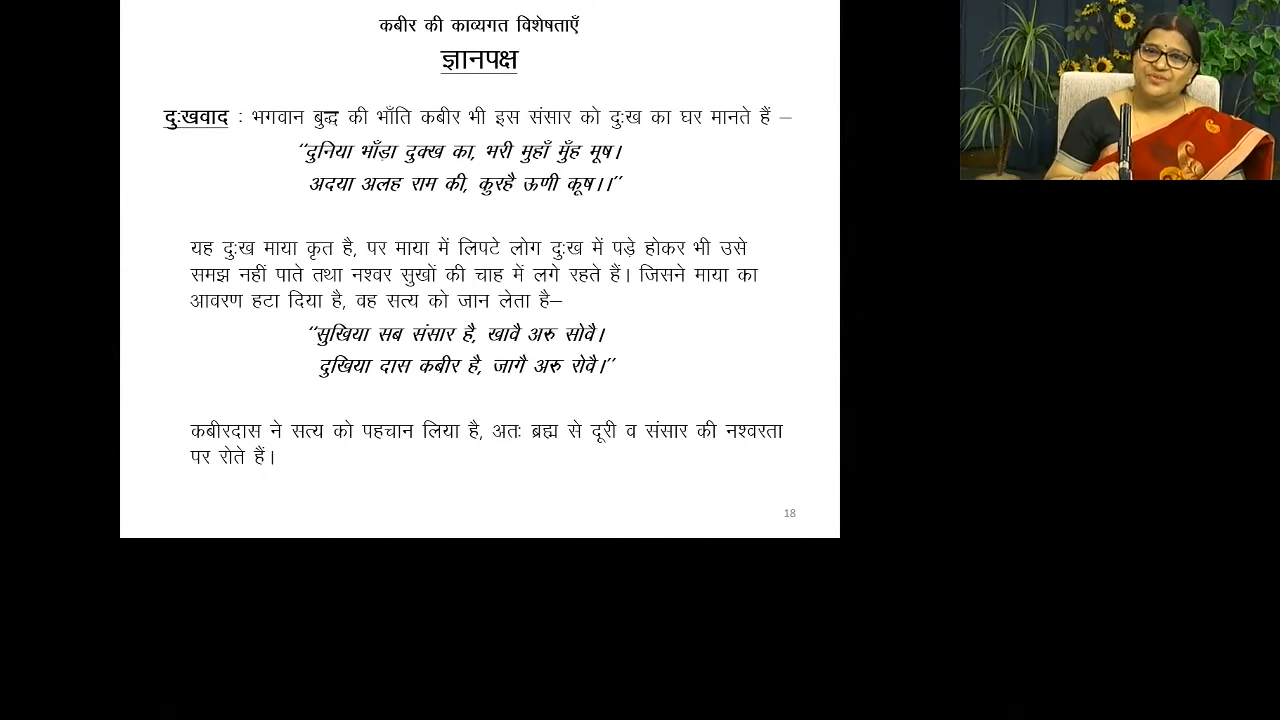 कबीर की काव्यगत विशेषताएँ
ज्ञानपक्ष
दुःखवाद : भगवान बुद्ध की भाँति कबीर भी इस संसार को दुःख का घर मानते हैं –
“दुनिया भाँड़ा दुक्ख का, भरी मुहाँ मुँह मूष।
अदया अलह राम की, कुरहै ऊणी कूष।।”
यह दुःख माया कृत है, पर माया में लिपटे लोग दुःख में पड़े होकर भी उसे
समझ नहीं पाते तथा नश्वर सुखों की चाह में लगे रहते हैं। जिसने माया का
आवरण हटा दिया है, वह सत्य को जान लेता है–
“सुखिया सब संसार है, खावै अरु सोवै।
दुखिया दास कबीर है, जागै अरु रोवै।”
कबीरदास ने सत्य को पहचान लिया है, अतः ब्रह्म से दूरी व संसार की नश्वरता
पर रोते हैं।
18